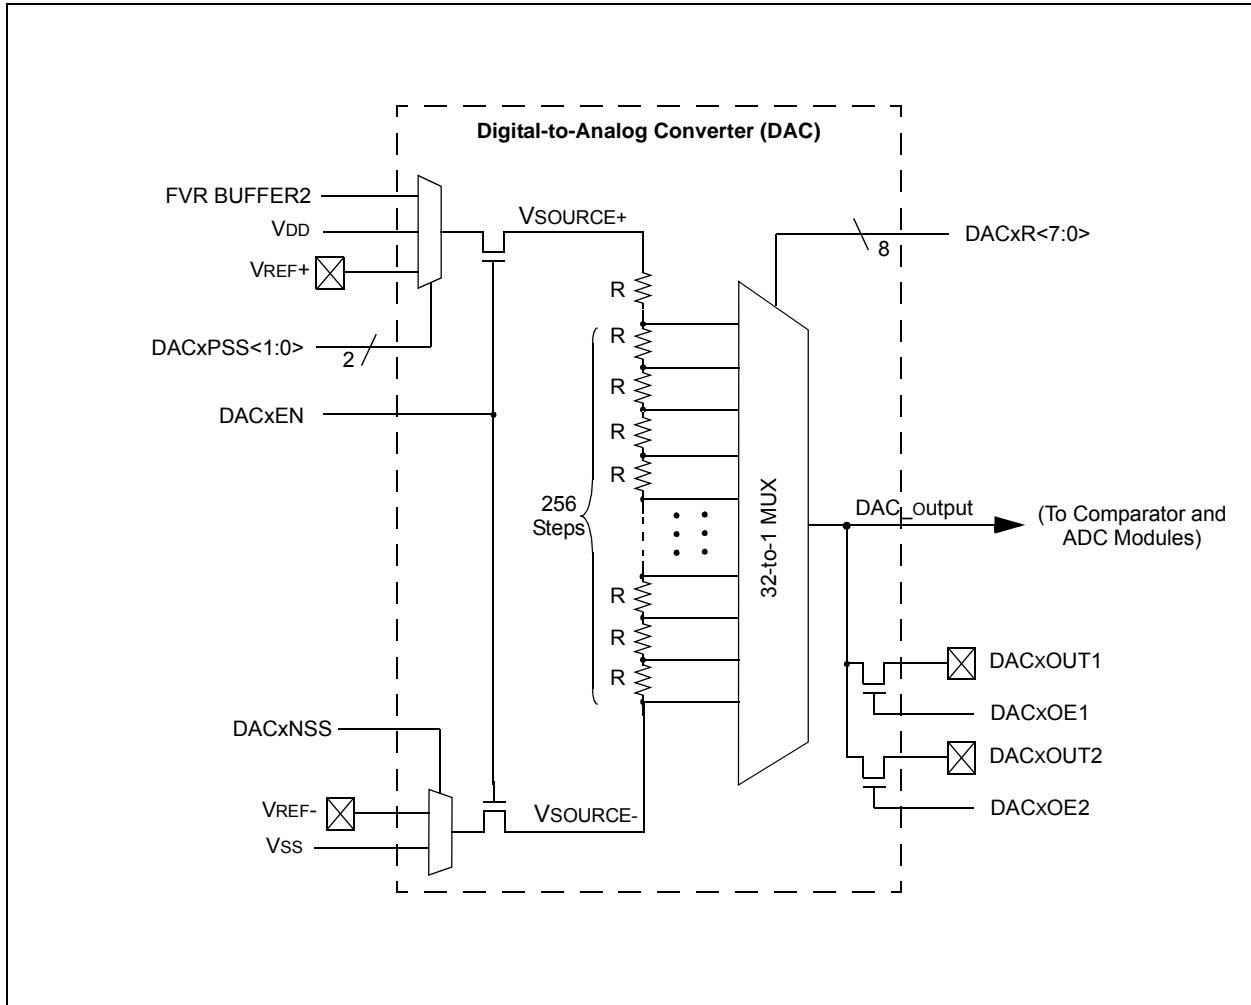 Digital-to-Analog Converter (DAC)
FVR BUFFER2
VDD
VREF+
DACxPSS<1:0>
2
DACxEN
VSOURCE+
8
DACxR<7:0>
R
R
R
R
R
256
Steps
R
R
R
32-to-1 MUX
DAC_Output
(To Comparator and
ADC Modules)
DACxOUT1
DACxOE1
DACxOUT2
DACxOE2
DACxNSS
VREF-
VSS
VSOURCE-